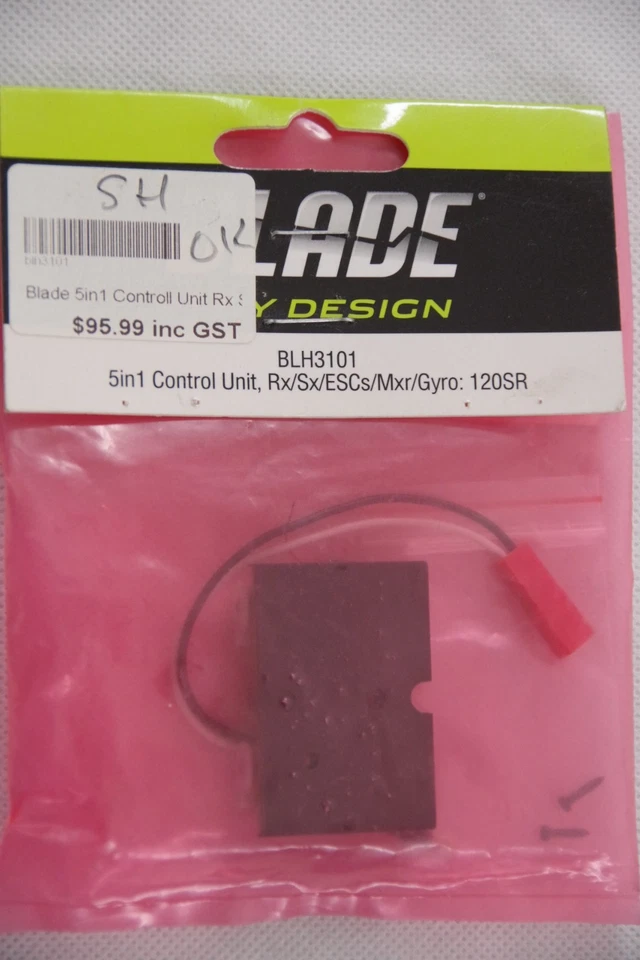 SH
OK
LADE®
blh3101
Blade 5in1 Controll Unit Rx S
$95.99 inc GST
Y DESIGN
BLH3101
5in1 Control Unit, Rx/Sx/ESCs/Mxr/Gyro: 120SR